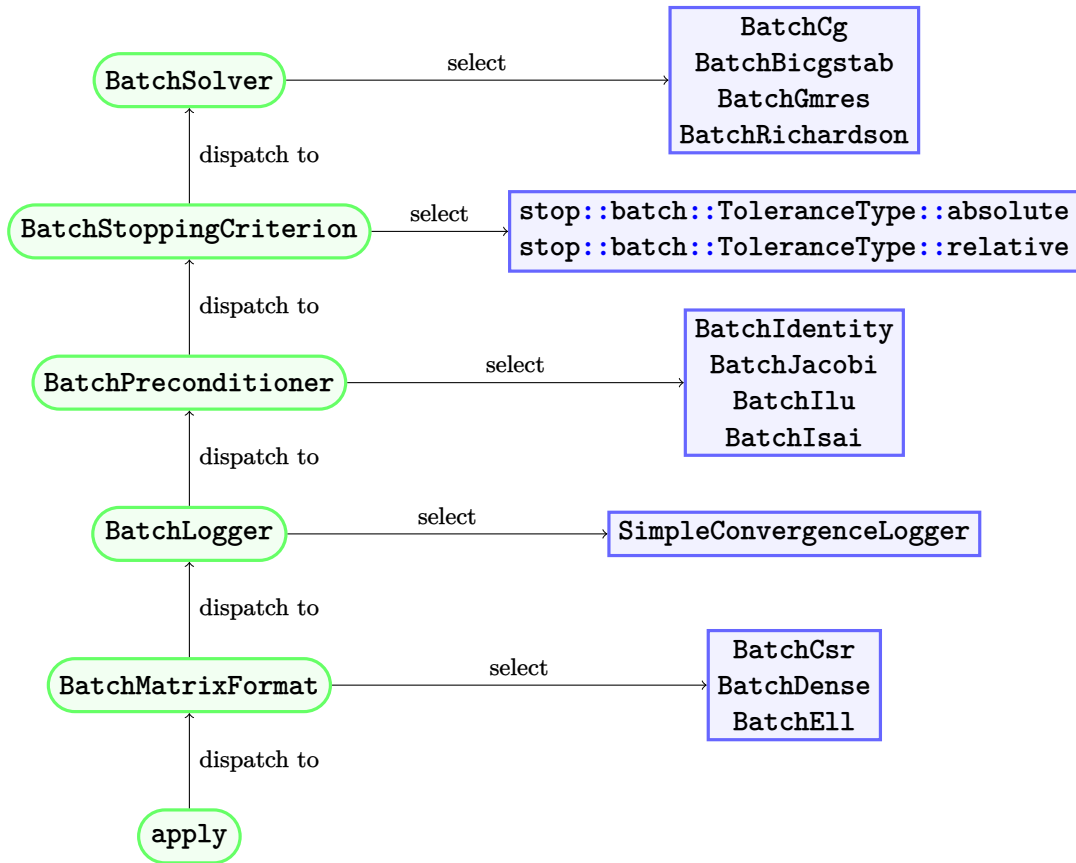 BatchSolver
select
BatchCg
BatchBicgstab
BatchGmres
BatchRichardson
dispatch to
BatchStoppingCriterion
select
stop::batch::ToleranceType::absolute
stop::batch::ToleranceType::relative
dispatch to
BatchPreconditioner
select
BatchIdentity
BatchJacobi
BatchIlu
BatchIsai
dispatch to
BatchLogger
select
SimpleConvergenceLogger
dispatch to
BatchMatrixFormat
select
BatchCsr
BatchDense
BatchEll
dispatch to
apply